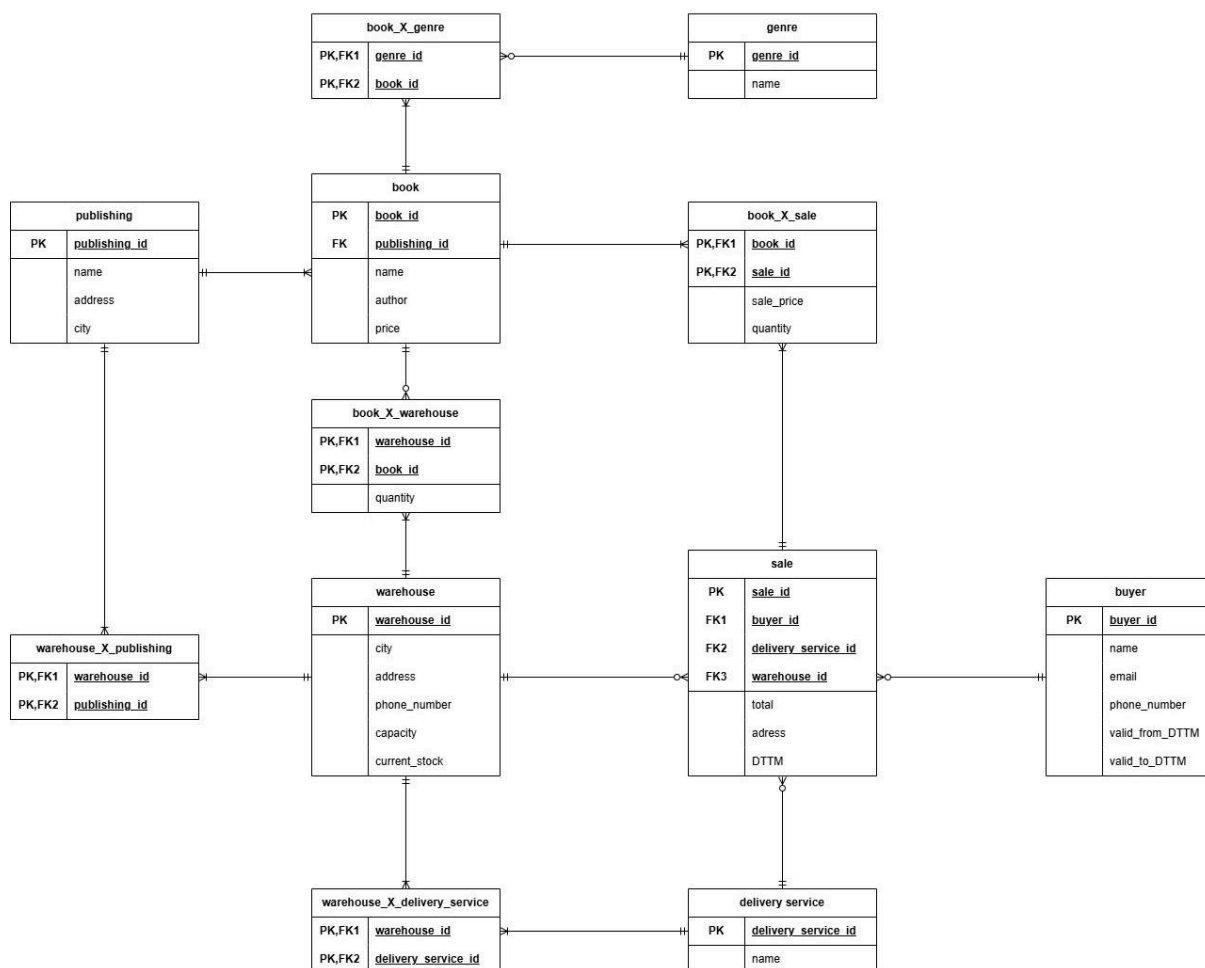 book_X_genre
PK,FK1 genre_id
PK,FK2 book_id
genre
PK genre_id
name
book
PK book_id
FK publishing_id
name
author
price
publishing
PK publishing_id
name
address
city
book_X_sale
PK,FK1 book_id
PK,FK2 sale_id
sale_price
quantity
book_X_warehouse
PK,FK1 warehouse_id
PK,FK2 book_id
quantity
warehouse
PK warehouse_id
city
address
phone_number
capacity
current_stock
sale
PK sale_id
FK1 buyer_id
FK2 delivery_service_id
FK3 warehouse_id
total
adress
DTTM
buyer
PK buyer_id
name
email
phone_number
valid_from_DTTM
valid_to_DTTM
warehouse_X_publishing
PK,FK1 warehouse_id
PK,FK2 publishing_id
warehouse_X_delivery_service
PK,FK1 warehouse_id
PK,FK2 delivery_service_id
delivery service
PK delivery_service_id
name